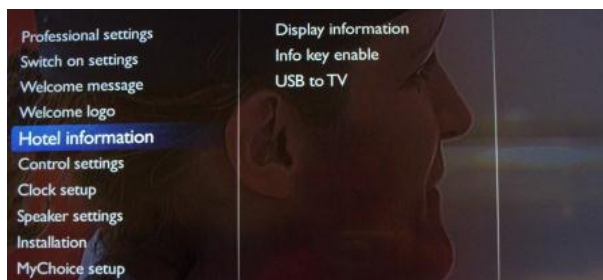 Professional settings
Switch on settings
Welcome message
Welcome logo
Hotel information
Control settings
Clock setup
Speaker settings
Installation
MyChoice setup
Display information
Info key enable
USB to TV